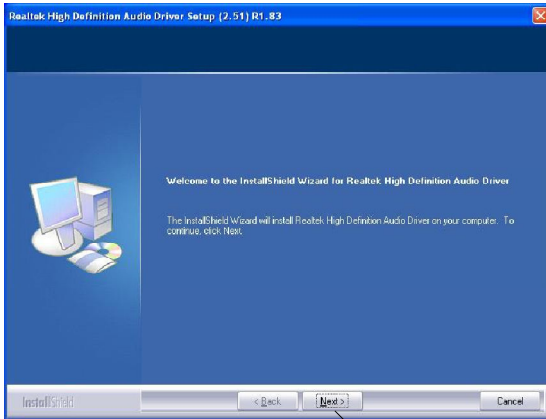 Realtek High Definition Audio Driver Setup (2.51) R1.83
Welcome to the InstallShield Wizard for Realtek High Definition Audio Driver
The InstallShield Wizard will install Realtek High Definition Audio Driver on your computer. To
continue, click Next.
InstallShield
< Back
Next >
Cancel